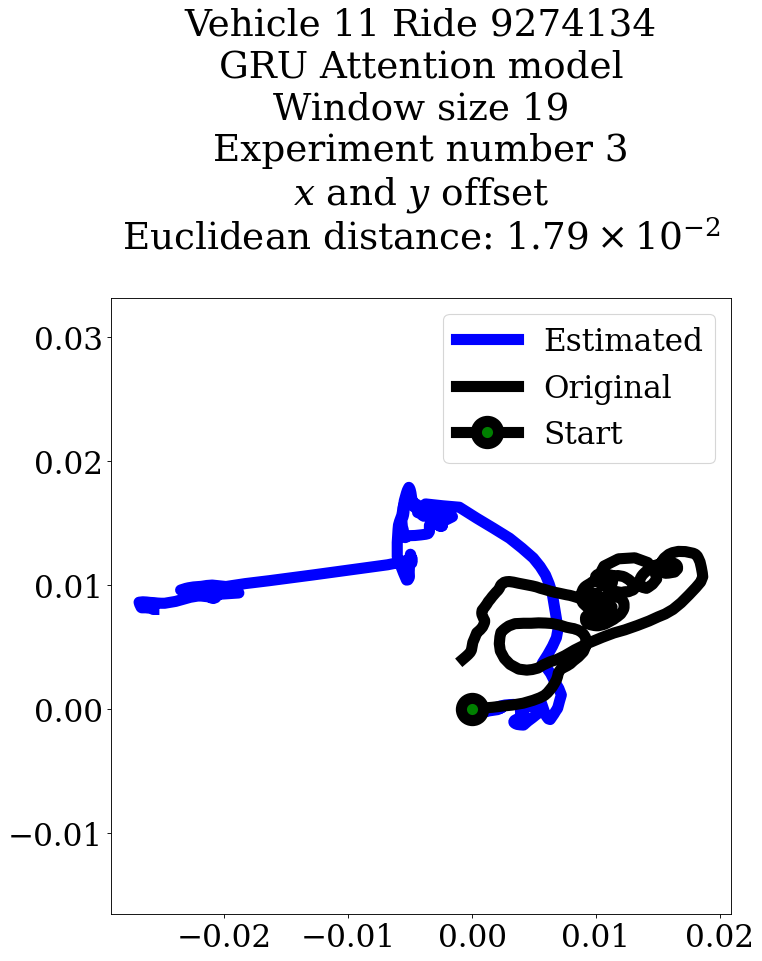 Vehicle 11 Ride 9274134
GRU Attention model
Window size 19
Experiment number 3
x and y offset
Euclidean distance: 1.79 × 10⁻²
Estimated
Original
Start
0.03
0.02
0.01
0.00
−0.01
−0.02 −0.01 0.00 0.01 0.02